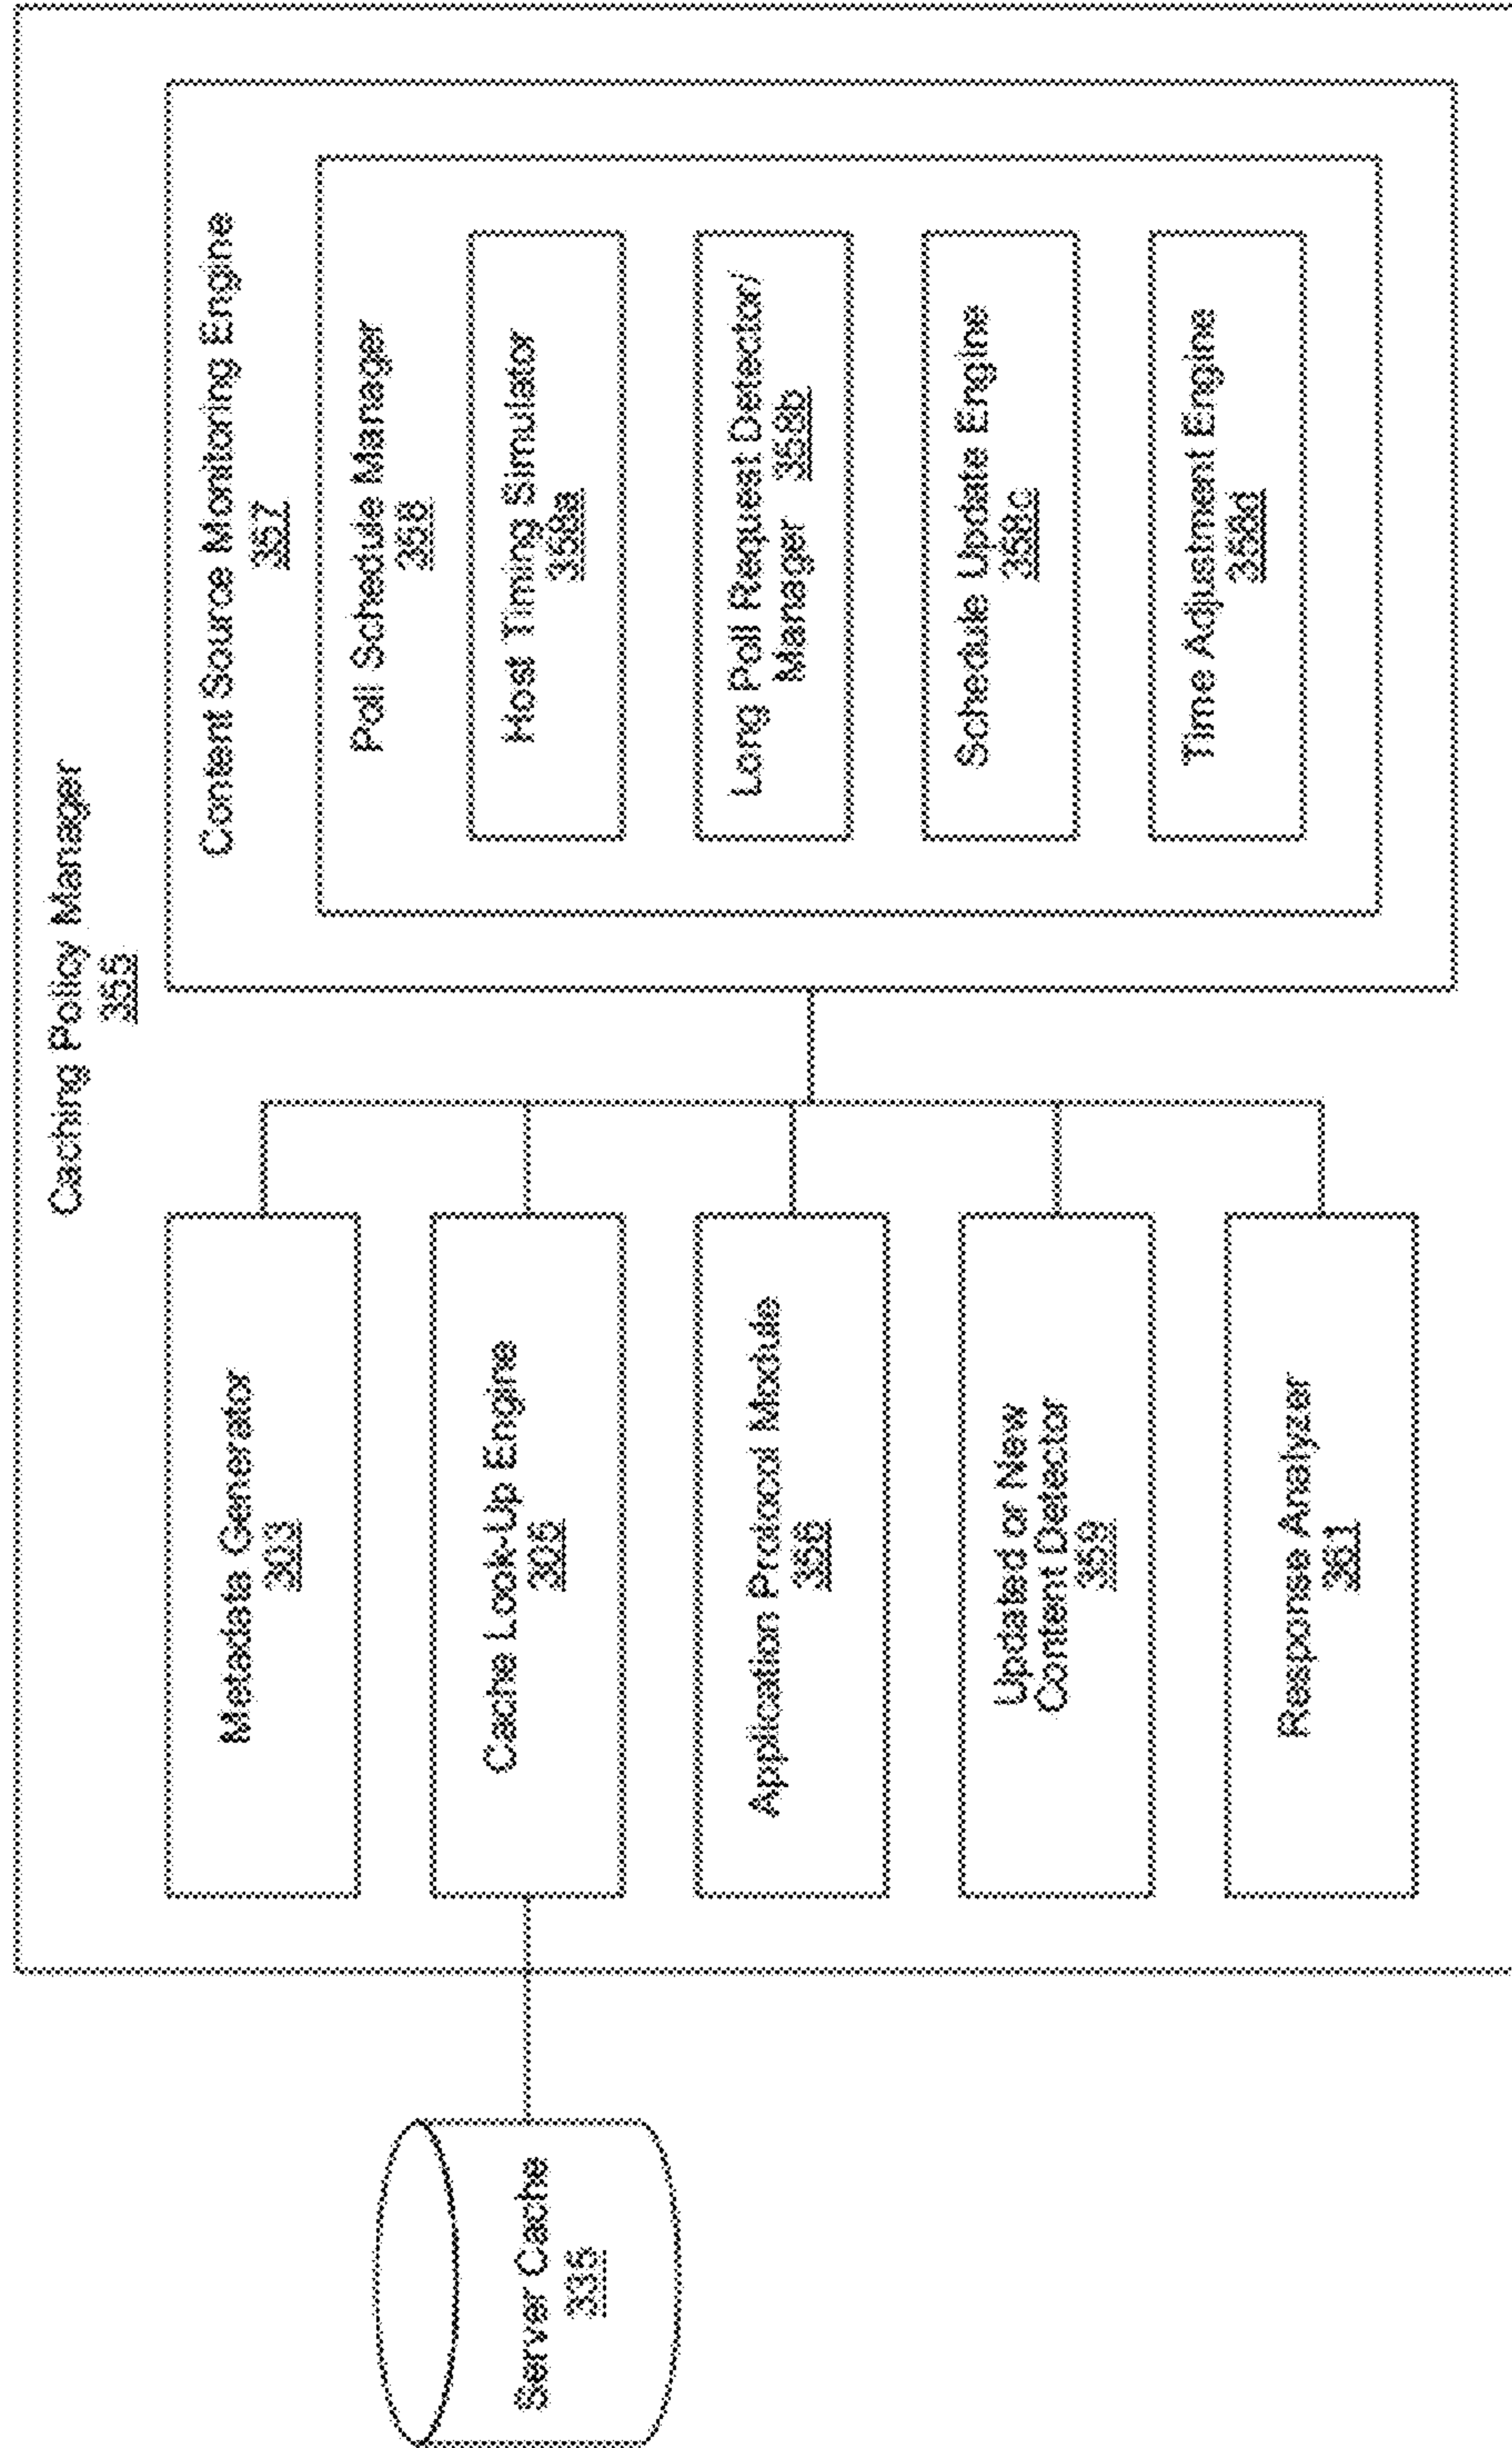 Caching Policy Manager
355
Metadata Generator
303
Cache Look-Up Engine
305
Application Protocol Module
356
Updated or New
Content Detector
359
Response Analyzer
361
Content Source Monitoring Engine
357
Poll Schedule Manager
358
Host Timing Simulator
358a
Long Poll Request Detector/
Manager 358b
Schedule Update Engine
358c
Time Adjustment Engine
358d
Server Cache
335